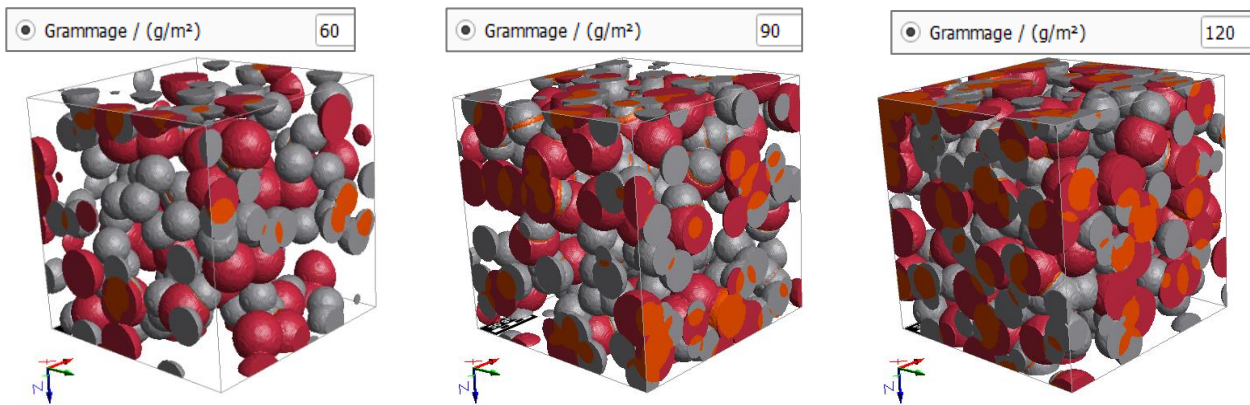 Grammage / (g/m²) 60
Grammage / (g/m²) 90
Grammage / (g/m²) 120
X
Z
X
Z
X
Z